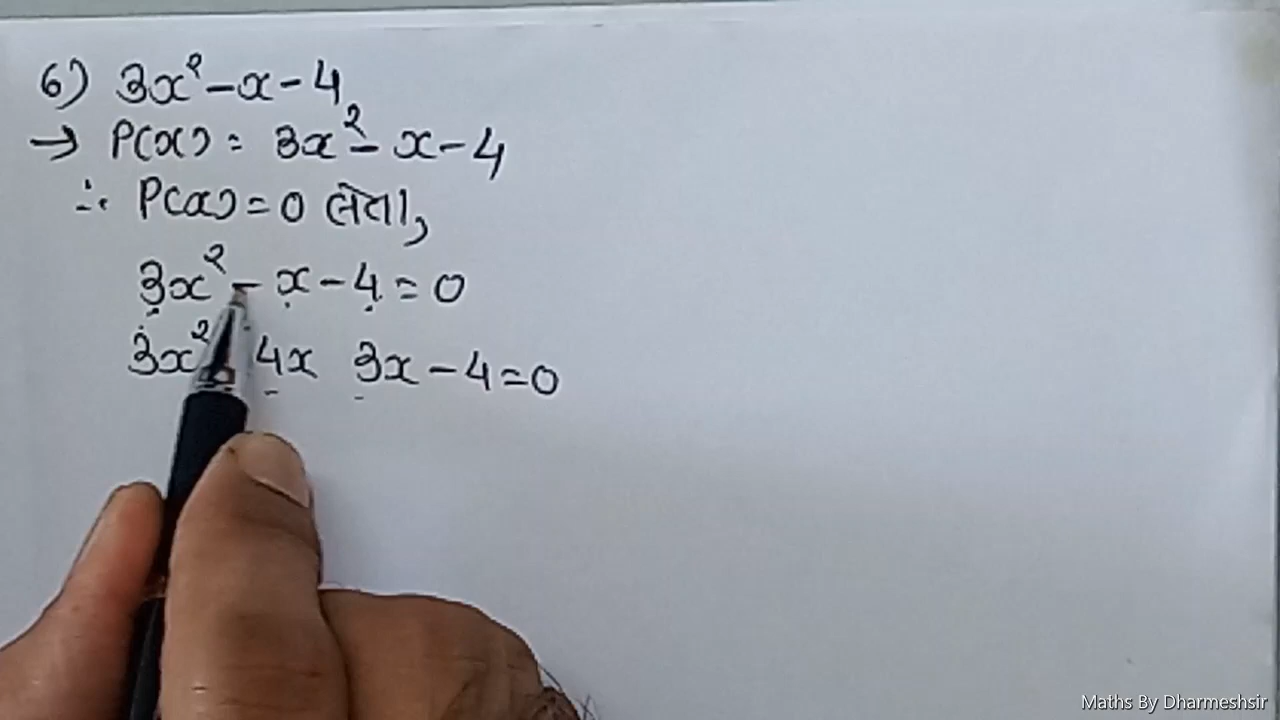 6) 3x² - x - 4
→ P(x) = 3x² - x - 4
∴ P(x) = 0 લેતા,
3x² - x - 4 = 0
3x² 4x 3x - 4 = 0
Maths By Dharmeshsir